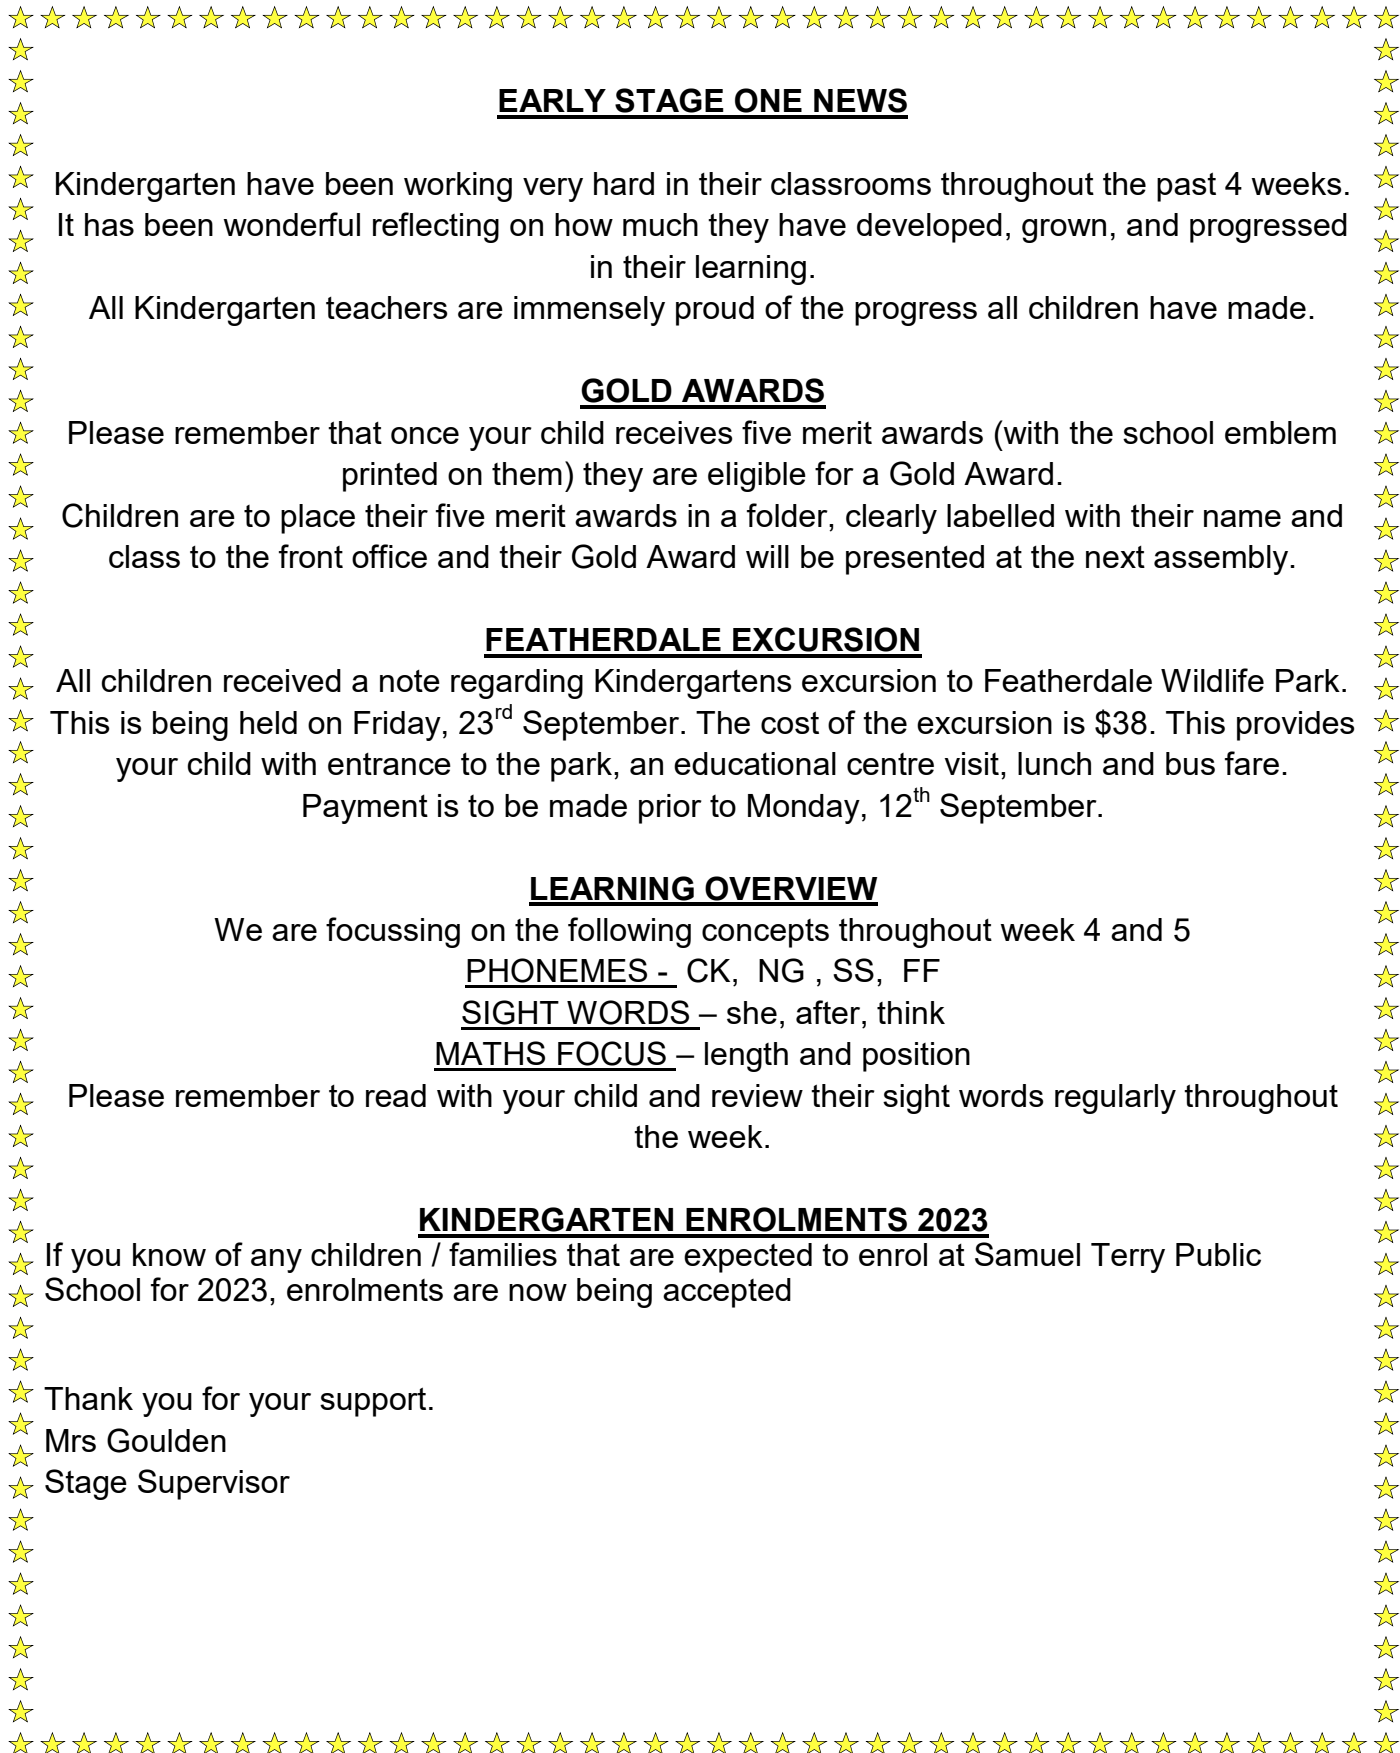 EARLY STAGE ONE NEWS
Kindergarten have been working very hard in their classrooms throughout the past 4 weeks.
It has been wonderful reflecting on how much they have developed, grown, and progressed
in their learning.
All Kindergarten teachers are immensely proud of the progress all children have made.
GOLD AWARDS
Please remember that once your child receives five merit awards (with the school emblem
printed on them) they are eligible for a Gold Award.
Children are to place their five merit awards in a folder, clearly labelled with their name and
class to the front office and their Gold Award will be presented at the next assembly.
FEATHERDALE EXCURSION
All children received a note regarding Kindergartens excursion to Featherdale Wildlife Park.
This is being held on Friday, 23rd September. The cost of the excursion is $38. This provides
your child with entrance to the park, an educational centre visit, lunch and bus fare.
Payment is to be made prior to Monday, 12th September.
LEARNING OVERVIEW
We are focussing on the following concepts throughout week 4 and 5
PHONEMES -  CK,  NG , SS,  FF
SIGHT WORDS – she, after, think
MATHS FOCUS – length and position
Please remember to read with your child and review their sight words regularly throughout
the week.
KINDERGARTEN ENROLMENTS 2023
If you know of any children / families that are expected to enrol at Samuel Terry Public
School for 2023, enrolments are now being accepted
Thank you for your support.
Mrs Goulden
Stage Supervisor